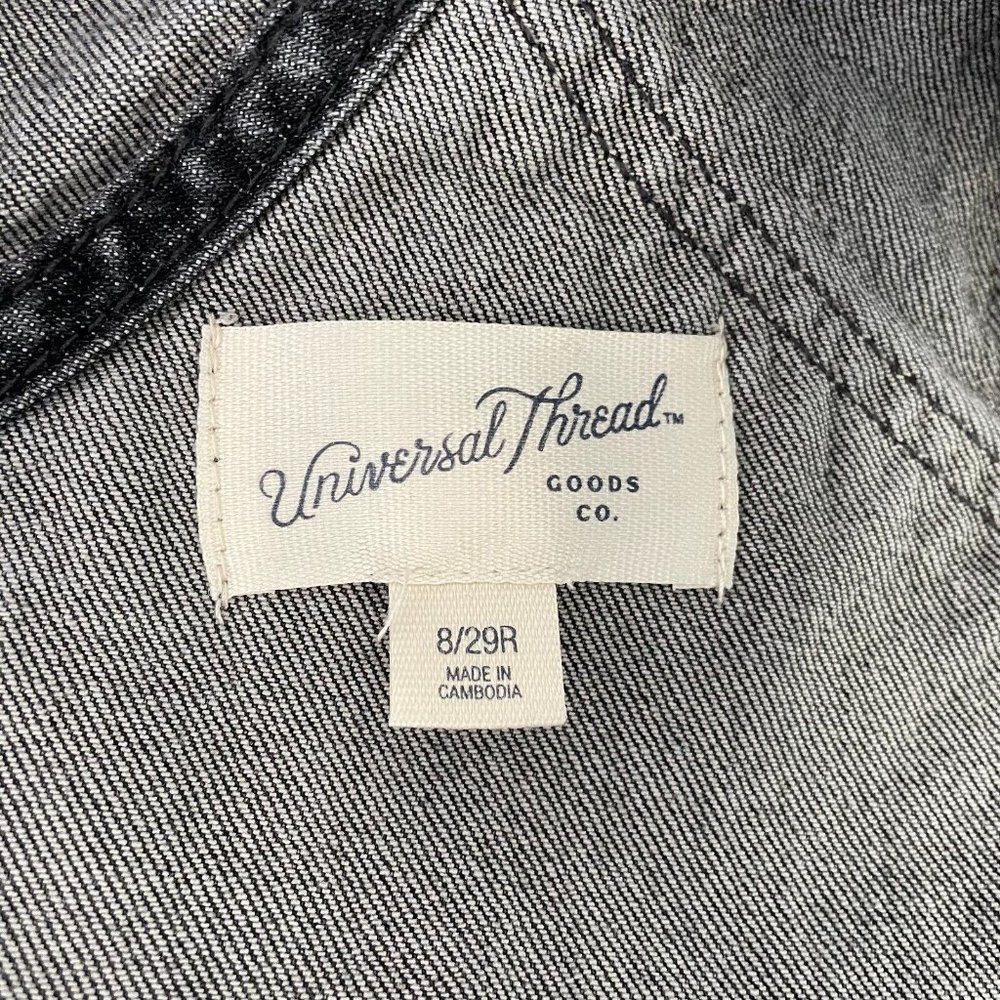 Universal Thread™
GOODS
CO.
8/29R
MADE IN
CAMBODIA